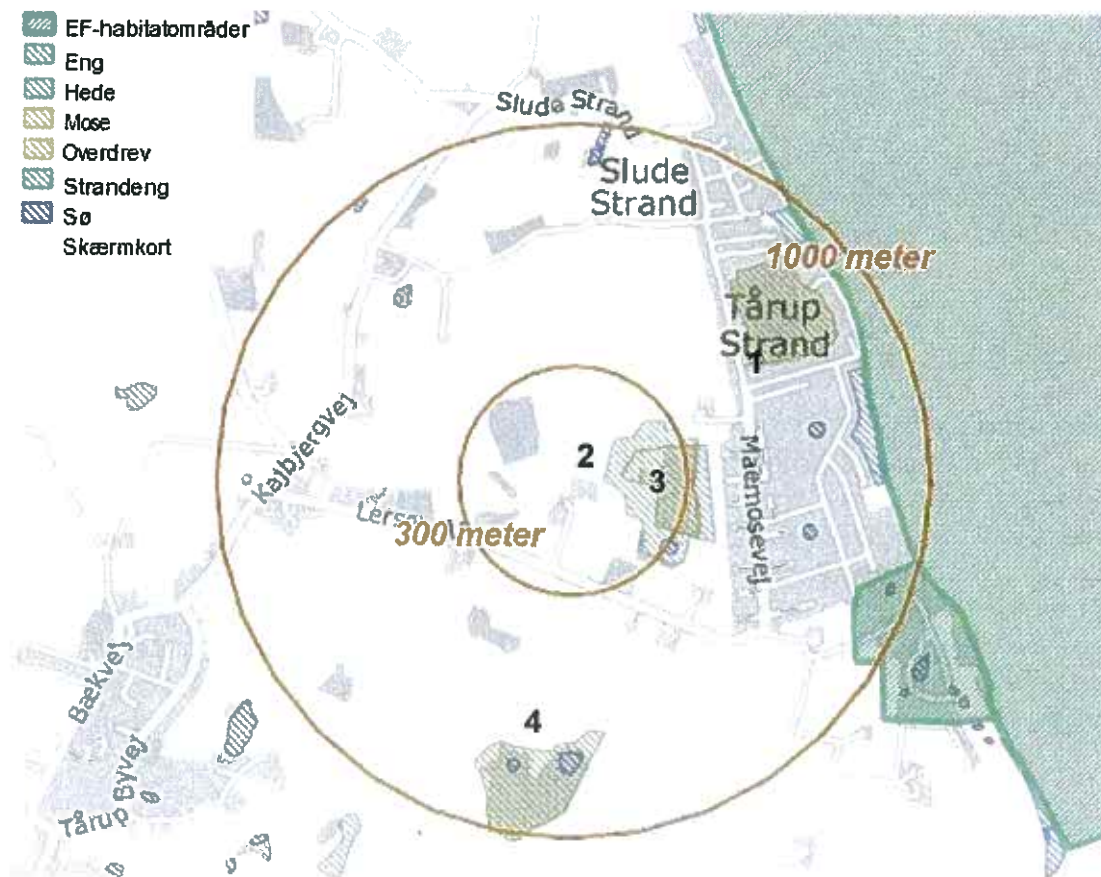 EF-habitatområder
Eng
Hede
Mose
Overdrev
Strandeng
Sø
Skærmkort
Slude Strand
Slude
Strand
1000 meter
Tårup
Strand
1
Kajbjergvej
2
3
Maemosevej
300 meter
Bækvej
4
Tårup Byvej